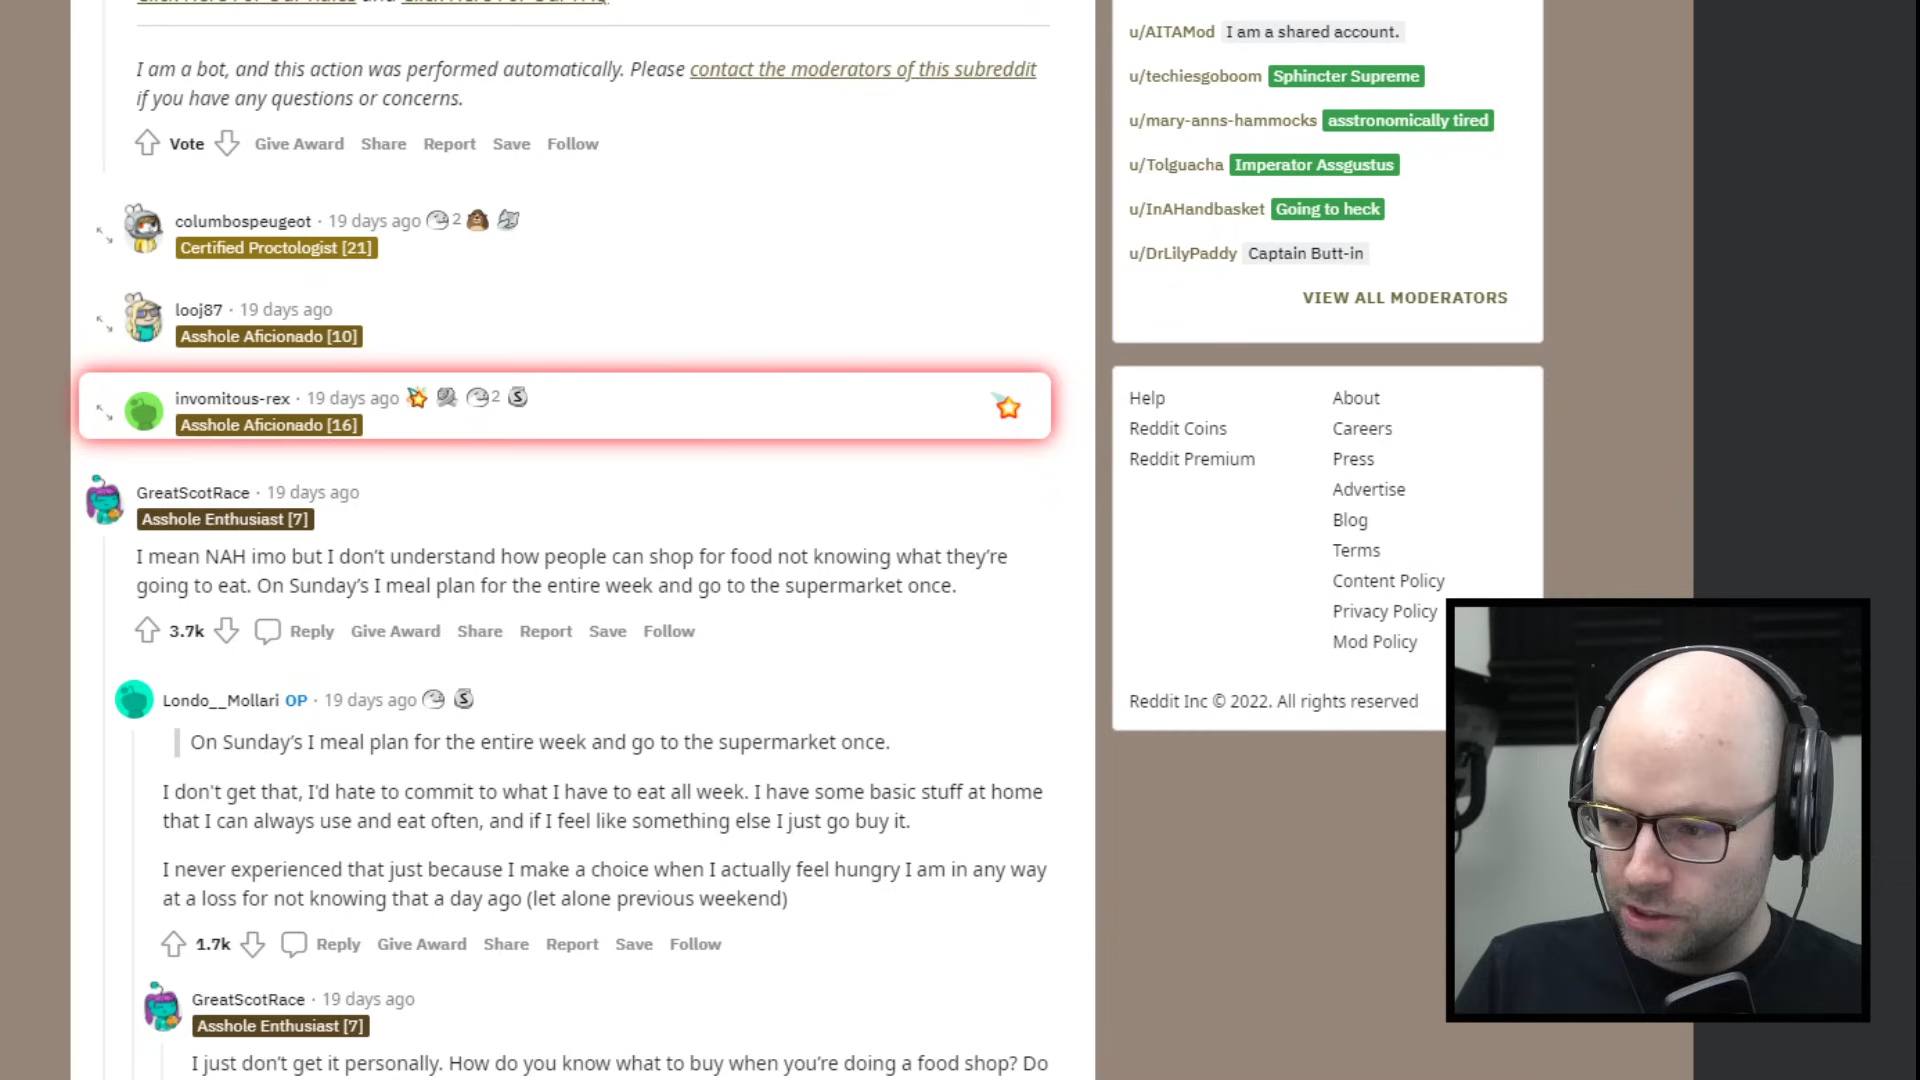 I am a bot, and this action was performed automatically. Please contact the moderators of this subreddit
if you have any questions or concerns.
Vote Give Award Share Report Save Follow
columbospeugeot · 19 days ago 2
Certified Proctologist [21]
looj87 · 19 days ago
Asshole Aficionado [10]
invomitous-rex · 19 days ago 2 S
Asshole Aficionado [16]
GreatScotRace · 19 days ago
Asshole Enthusiast [7]
I mean NAH imo but I don’t understand how people can shop for food not knowing what they’re
going to eat. On Sunday’s I meal plan for the entire week and go to the supermarket once.
3.7k Reply Give Award Share Report Save Follow
Londo__Mollari OP · 19 days ago S
On Sunday’s I meal plan for the entire week and go to the supermarket once.
I don't get that, I'd hate to commit to what I have to eat all week. I have some basic stuff at home
that I can always use and eat often, and if I feel like something else I just go buy it.
I never experienced that just because I make a choice when I actually feel hungry I am in any way
at a loss for not knowing that a day ago (let alone previous weekend)
1.7k Reply Give Award Share Report Save Follow
GreatScotRace · 19 days ago
Asshole Enthusiast [7]
I just don’t get it personally. How do you know what to buy when you’re doing a food shop? Do
u/AITAMod I am a shared account.
u/techiesgoboom Sphincter Supreme
u/mary-anns-hammocks asstronomically tired
u/Tolguacha Imperator Assgustus
u/InAHandbasket Going to heck
u/DrLilyPaddy Captain Butt-in
VIEW ALL MODERATORS
Help About
Reddit Coins Careers
Reddit Premium Press
Advertise
Blog
Terms
Content Policy
Privacy Policy
Mod Policy
Reddit Inc © 2022. All rights reserved